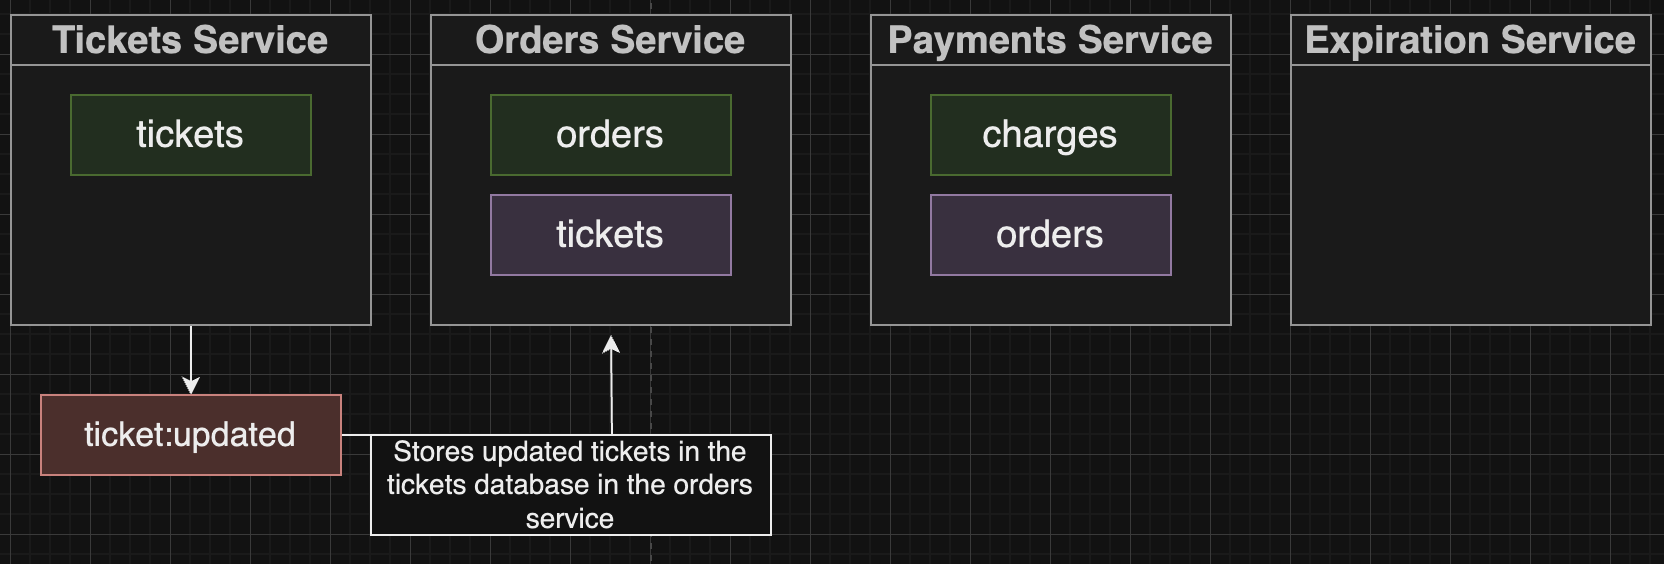 Tickets Service
Orders Service
Payments Service
Expiration Service
tickets
orders
charges
tickets
orders
ticket:updated
Stores updated tickets in the
tickets database in the orders
service